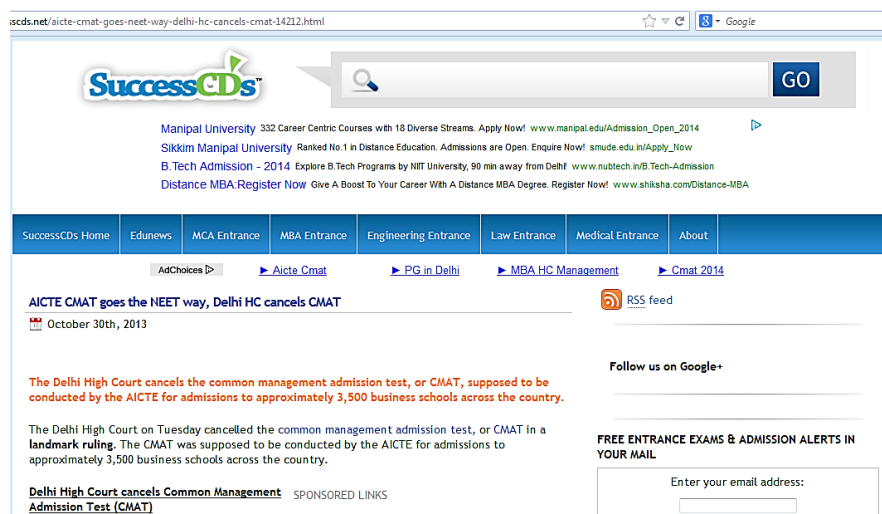 sscds.net/aicte-cmat-goes-neet-way-delhi-hc-cancels-cmat-14212.html
8 Google
SuccessCDs™
GO
Manipal University 332 Career Centric Courses with 18 Diverse Streams. Apply Now! www.manipal.edu/Admission_Open_2014
Sikkim Manipal University Ranked No.1 in Distance Education. Admissions are Open. Enquire Now! smude.edu.in/Apply_Now
B.Tech Admission - 2014 Explore B.Tech Programs by NIIT University, 90 min away from Delhi! www.nubtech.in/B.Tech-Admission
Distance MBA:Register Now Give A Boost To Your Career With A Distance MBA Degree. Register Now! www.shiksha.com/Distance-MBA
SuccessCDs Home Edunews MCA Entrance MBA Entrance Engineering Entrance Law Entrance Medical Entrance About
AdChoices Aicte Cmat PG in Delhi MBA HC Management Cmat 2014
AICTE CMAT goes the NEET way, Delhi HC cancels CMAT
October 30th, 2013
The Delhi High Court cancels the common management admission test, or CMAT, supposed to be
conducted by the AICTE for admissions to approximately 3,500 business schools across the country.
The Delhi High Court on Tuesday cancelled the common management admission test, or CMAT in a
landmark ruling. The CMAT was supposed to be conducted by the AICTE for admissions to
approximately 3,500 business schools across the country.
Delhi High Court cancels Common Management
Admission Test (CMAT)
SPONSORED LINKS
RSS feed
Follow us on Google+
FREE ENTRANCE EXAMS & ADMISSION ALERTS IN
YOUR MAIL
Enter your email address: